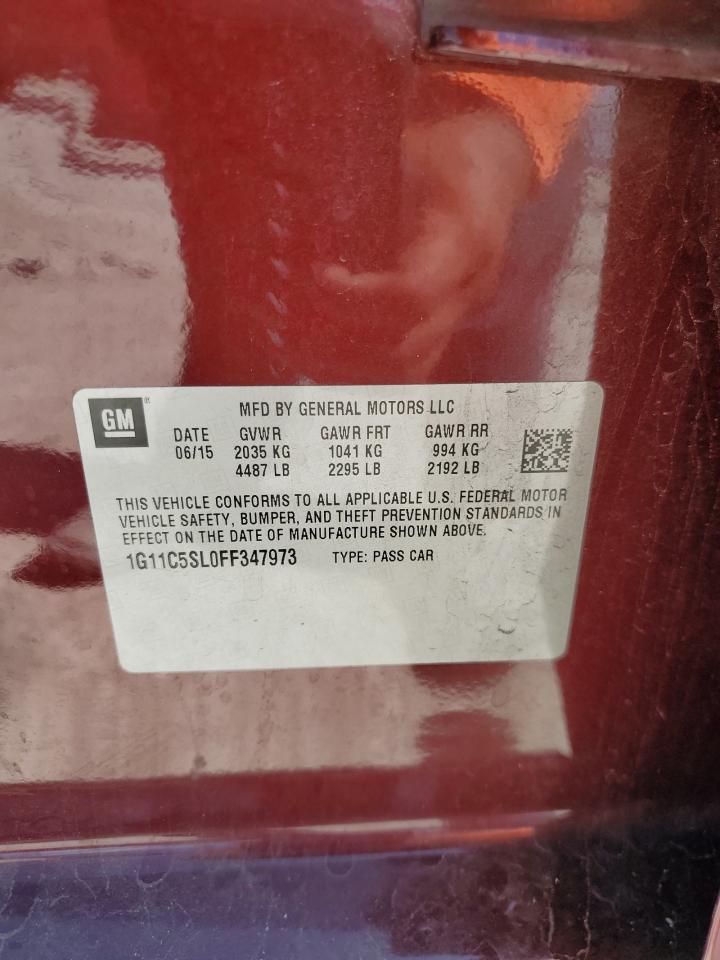 GM®
MFD BY GENERAL MOTORS LLC
DATE GVWR GAWR FRT GAWR RR
06/15 2035 KG 1041 KG 994 KG
4487 LB 2295 LB 2192 LB
THIS VEHICLE CONFORMS TO ALL APPLICABLE U.S. FEDERAL MOTOR
VEHICLE SAFETY, BUMPER, AND THEFT PREVENTION STANDARDS IN
EFFECT ON THE DATE OF MANUFACTURE SHOWN ABOVE.
1G11C5SL0FF347973 TYPE: PASS CAR